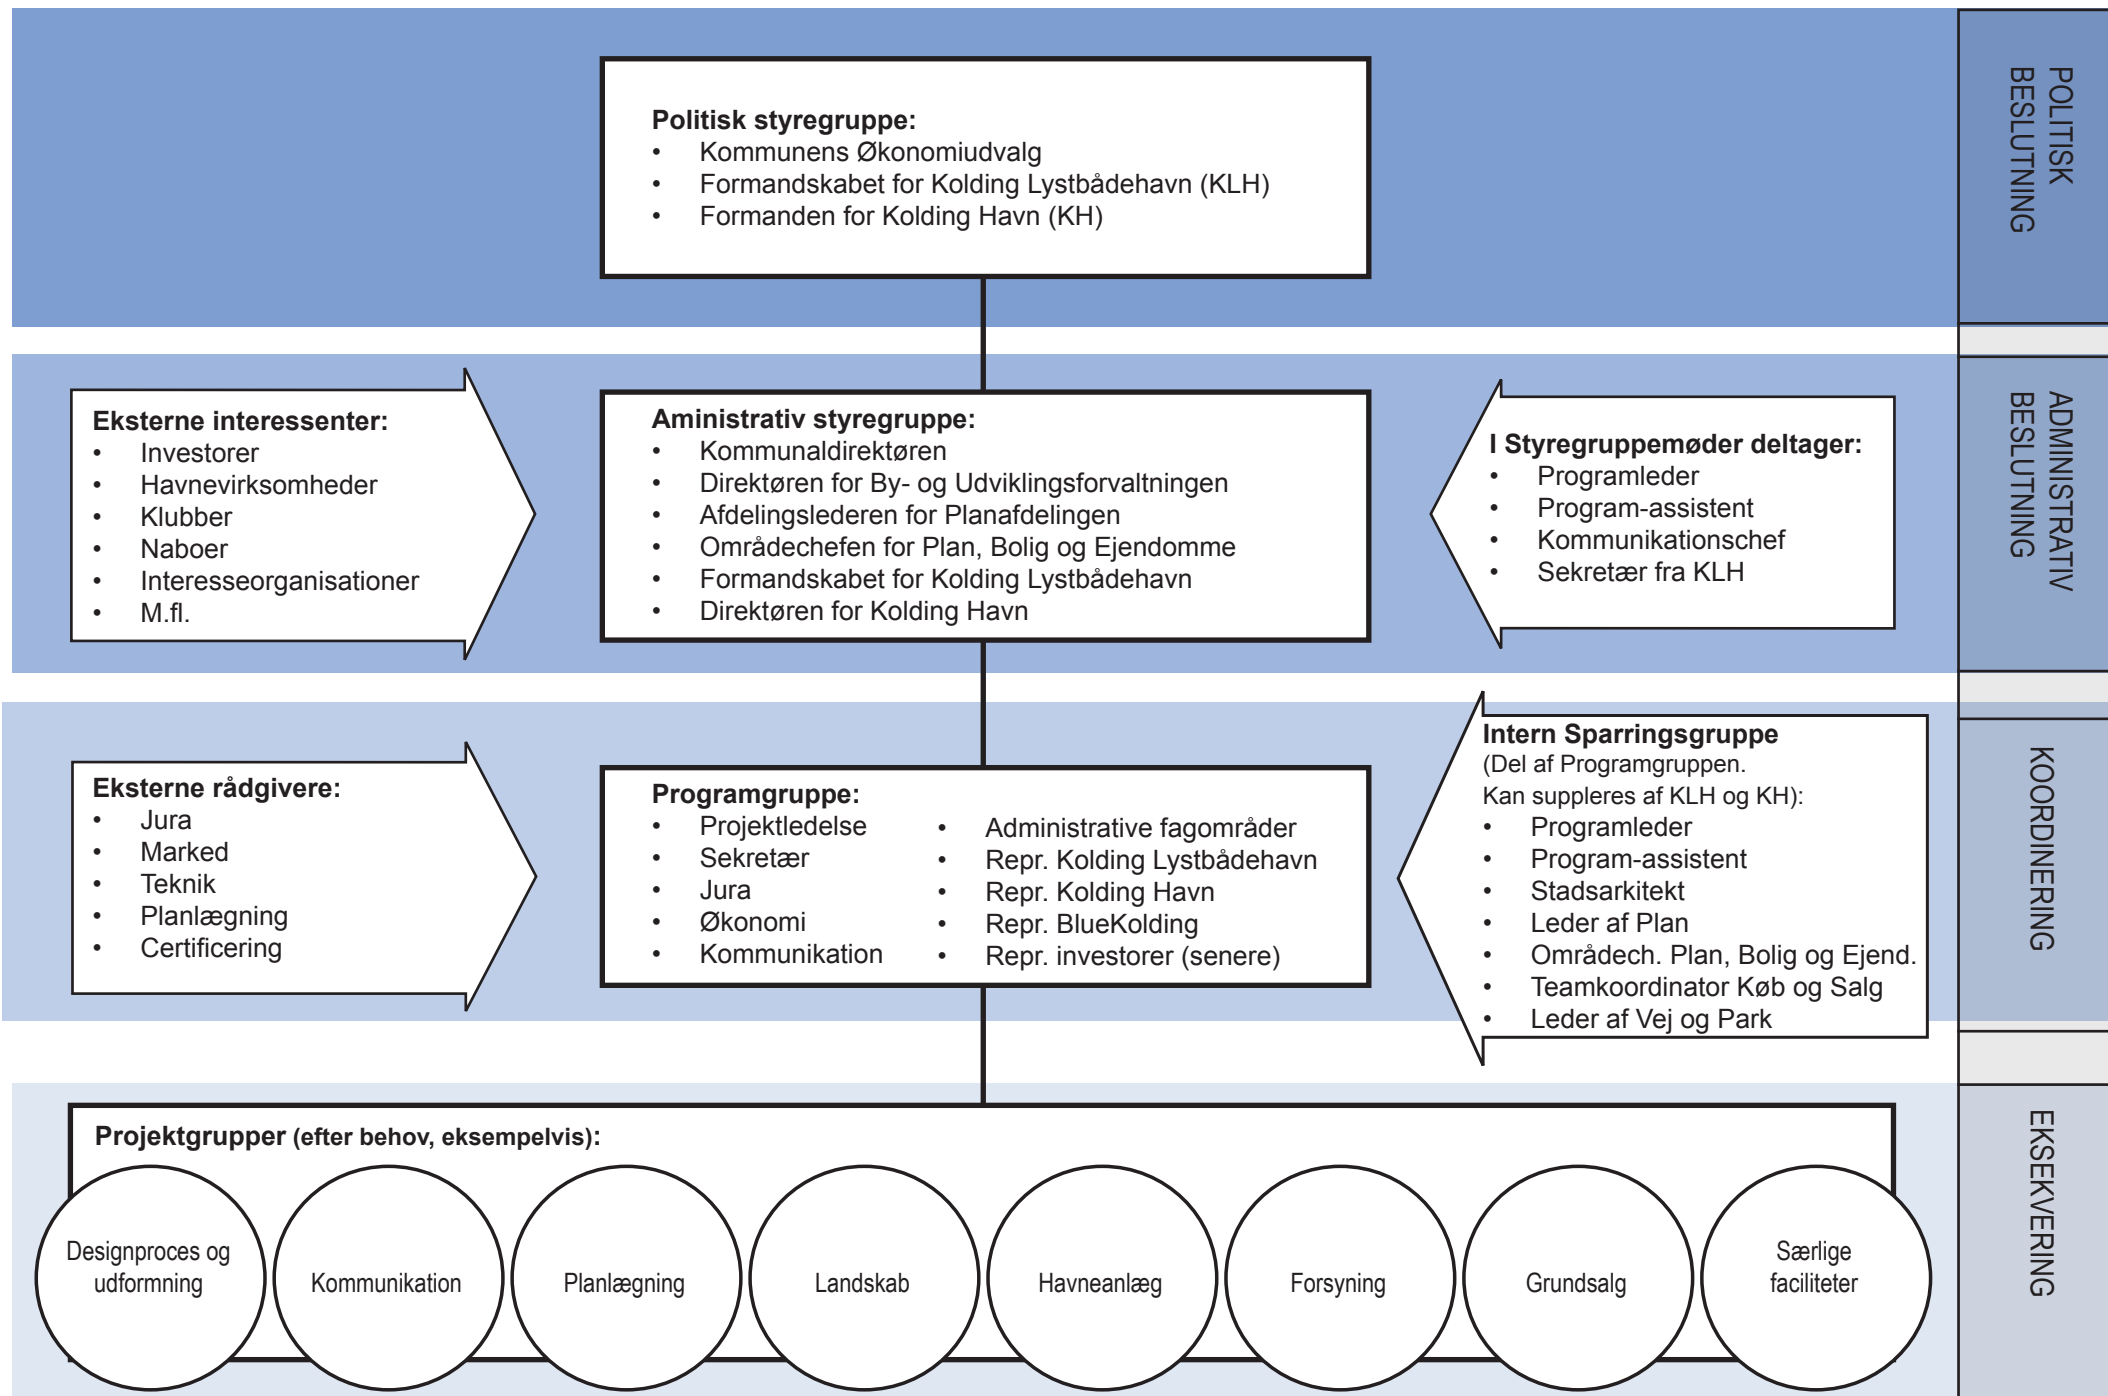 Politisk styregruppe:
• Kommunens Økonomiudvalg
• Formandskabet for Kolding Lystbådehavn (KLH)
• Formanden for Kolding Havn (KH)
POLITISK
BESLUTNING
Eksterne interessenter:
• Investorer
• Havnevirksomheder
• Klubber
• Naboer
• Interesseorganisationer
• M.fl.
Aministrativ styregruppe:
• Kommunaldirektøren
• Direktøren for By- og Udviklingsforvaltningen
• Afdelingslederen for Planafdelingen
• Områdechefen for Plan, Bolig og Ejendomme
• Formandskabet for Kolding Lystbådehavn
• Direktøren for Kolding Havn
I Styregruppemøder deltager:
• Programleder
• Program-assistent
• Kommunikationschef
• Sekretær fra KLH
ADMINISTRATIV
BESLUTNING
Eksterne rådgivere:
• Jura
• Marked
• Teknik
• Planlægning
• Certificering
Programgruppe:
• Projektledelse
• Sekretær
• Jura
• Økonomi
• Kommunikation
• Administrative fagområder
• Repr. Kolding Lystbådehavn
• Repr. Kolding Havn
• Repr. BlueKolding
• Repr. investorer (senere)
Intern Sparringsgruppe
(Del af Programgruppen.
Kan suppleres af KLH og KH):
• Programleder
• Program-assistent
• Stadsarkitekt
• Leder af Plan
• Områdech. Plan, Bolig og Ejend.
• Teamkoordinator Køb og Salg
• Leder af Vej og Park
KOORDINERING
Projektgrupper (efter behov, eksempelvis):
Designproces og
udformning
Kommunikation
Planlægning
Landskab
Havneanlæg
Forsyning
Grundsalg
Særlige
faciliteter
EKSEKVERING